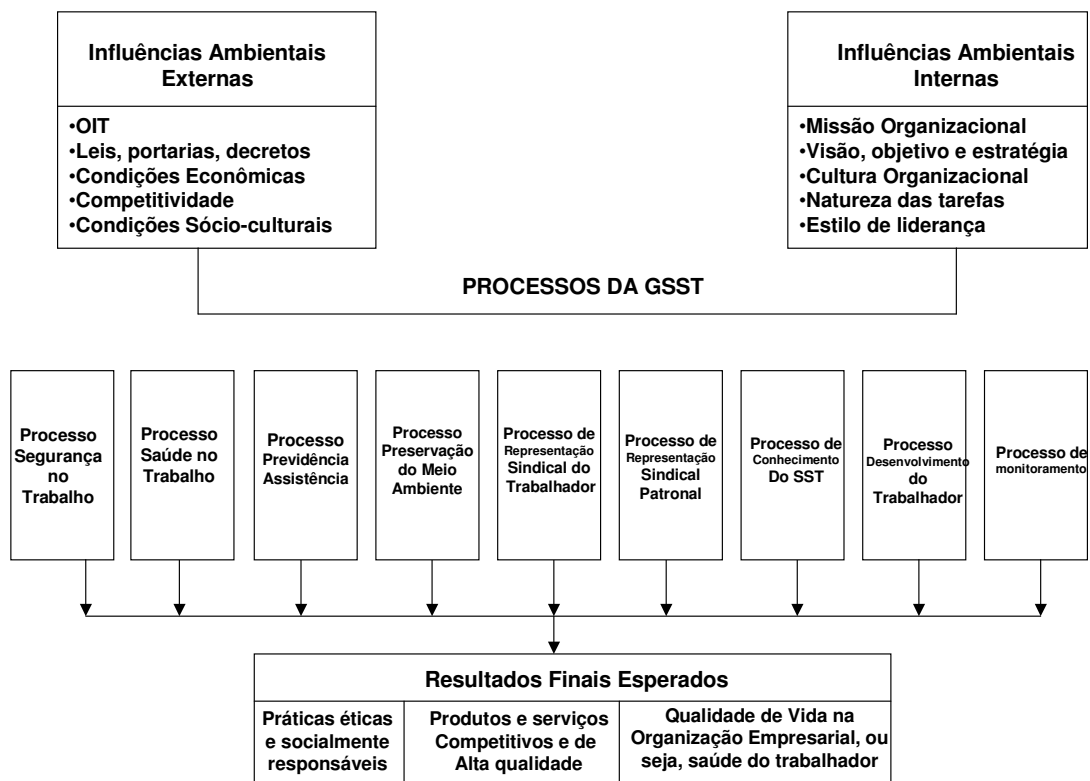 Influências Ambientais
Externas
•OIT
•Leis, portarias, decretos
•Condições Econômicas
•Competitividade
•Condições Sócio-culturais
Influências Ambientais
Internas
•Missão Organizacional
•Visão, objetivo e estratégia
•Cultura Organizacional
•Natureza das tarefas
•Estilo de liderança
PROCESSOS DA GSST
Processo
Segurança
no
Trabalho
Processo
Saúde no
Trabalho
Processo
Previdência
Assistência
Processo
Preservação
do Meio
Ambiente
Processo de
Representação
Sindical do
Trabalhador
Processo de
Representação
Sindical
Patronal
Processo de
Conhecimento
Do SST
Processo
Desenvolvimento
do
Trabalhador
Processo de
monitoramento
Resultados Finais Esperados
Práticas éticas
e socialmente
responsáveis
Produtos e serviços
Competitivos e de
Alta qualidade
Qualidade de Vida na
Organização Empresarial, ou
seja, saúde do trabalhador